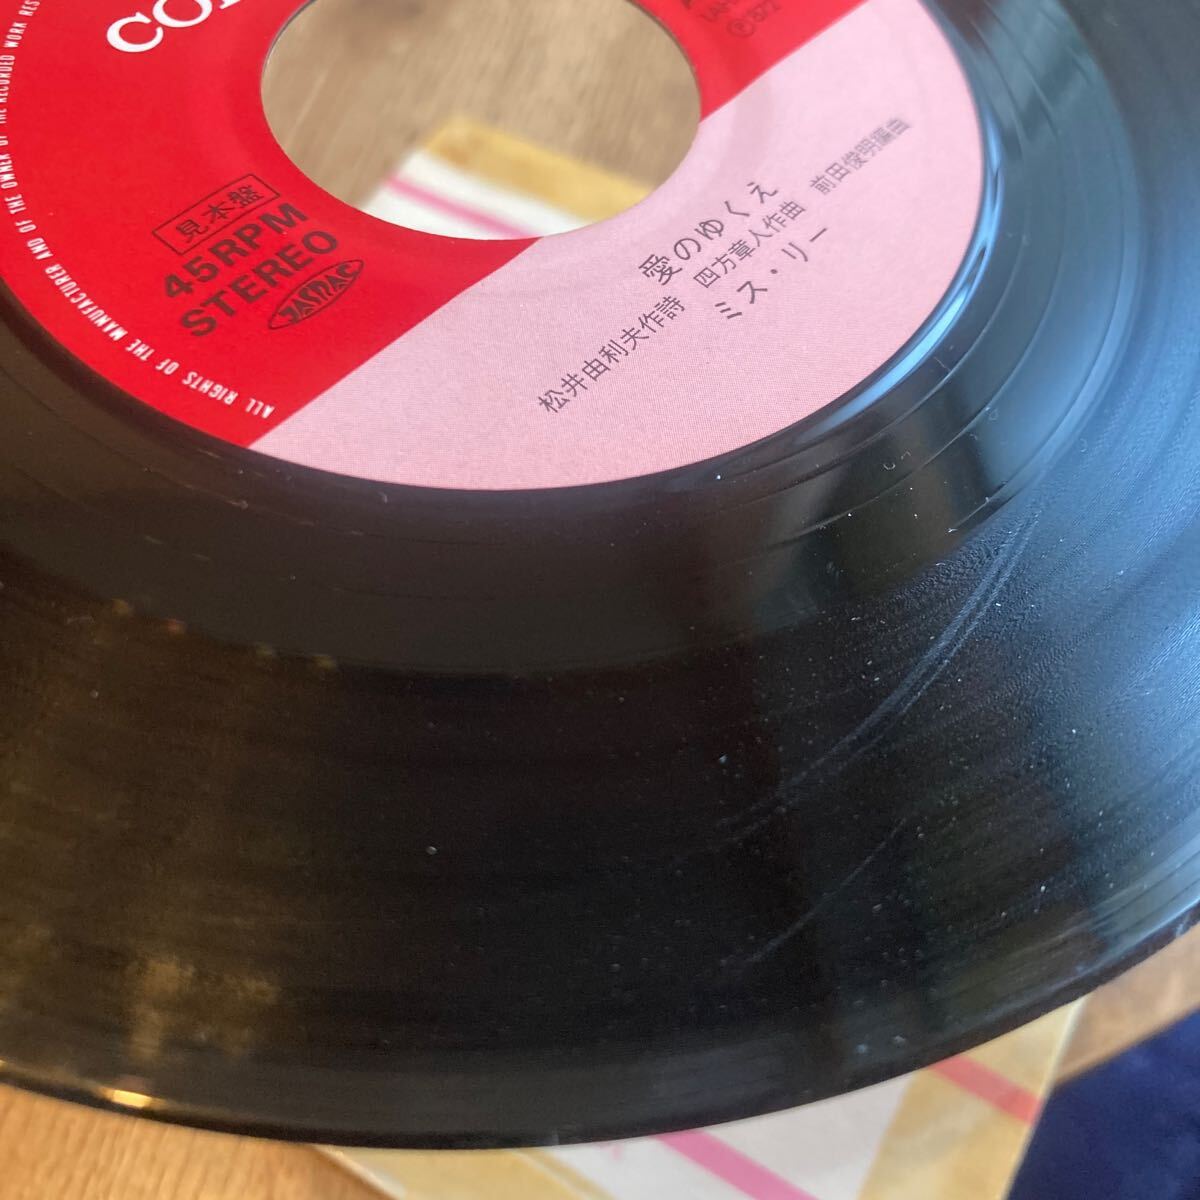 ALL RIGHTS OF THE MANUFACTURER AND OF THE OWNER OF THE RECORDED WORK RES
見本盤
45RPM
STEREO
JASRAC
愛のゆくえ
松井由利夫作詩 四方章人作曲 前田俊明編曲
ミス・リー